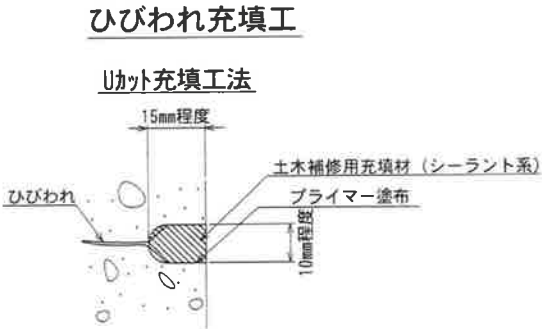 ひびわれ充填工
Uカット充填工法
15mm程度
土木補修用充填材（シーラント系）
プライマー塗布
ひびわれ
10mm程度